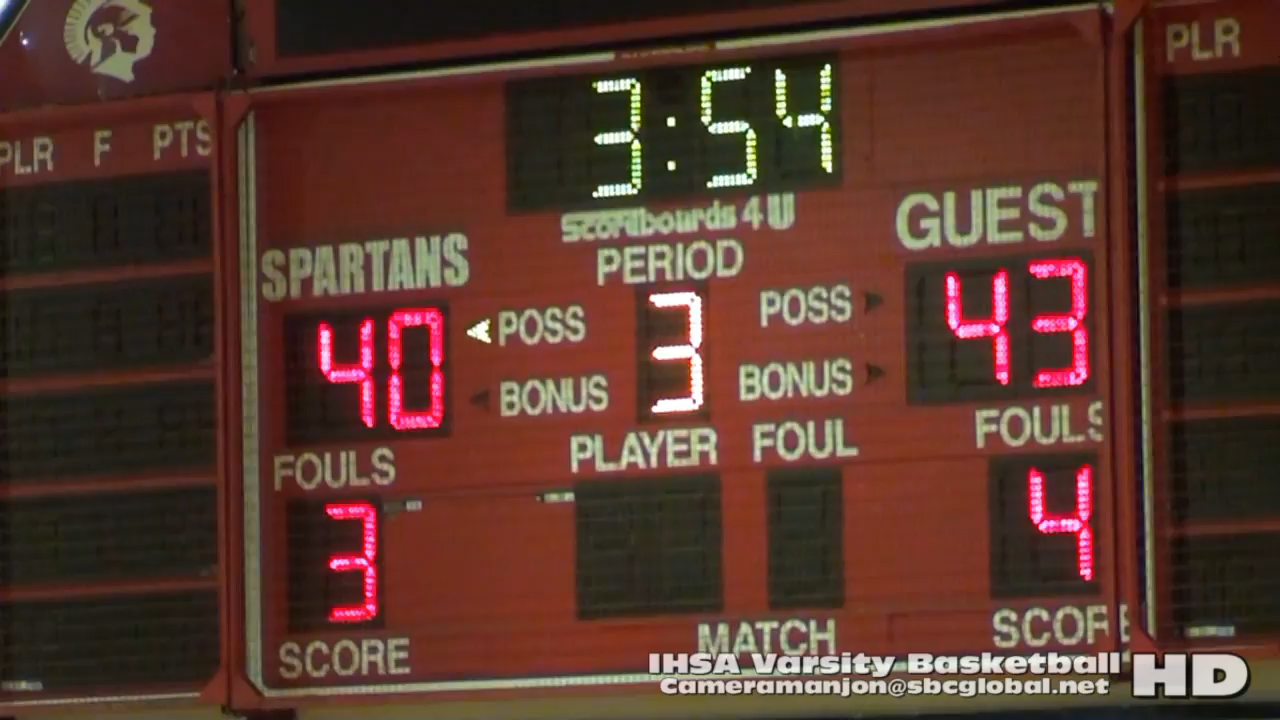 3:54
PLR
PLR F PTS
Scoreboards 4 U
GUEST
SPARTANS
PERIOD
40
POSS
3
POSS
43
BONUS
BONUS
PLAYER
FOUL
FOULS
FOULS
3
4
MATCH
SCORE
SCORE
IHSA Varsity Basketball
Cameramanjon@sbcglobal.net
HD